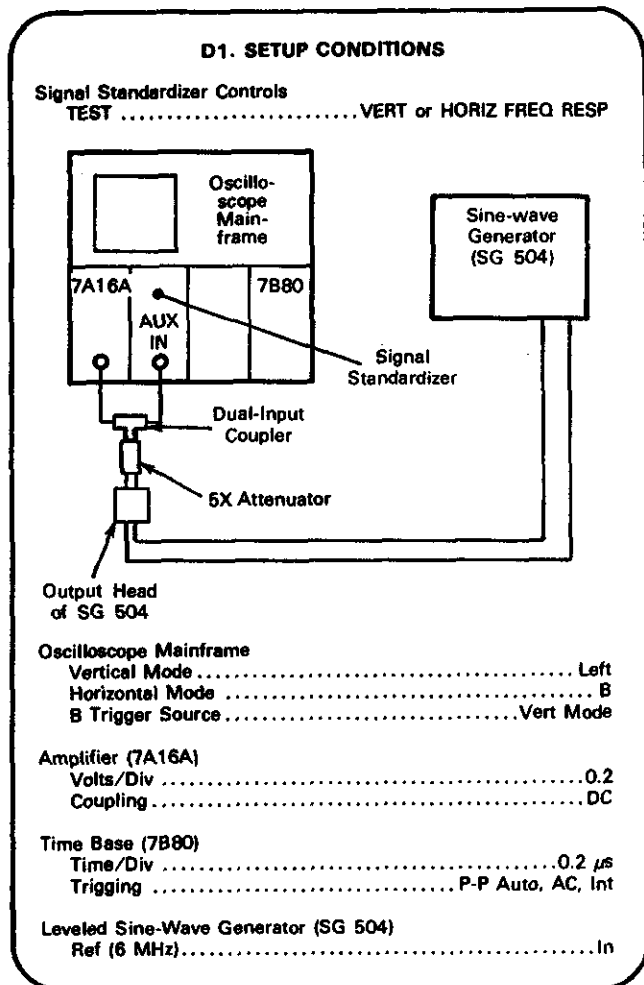 D1. SETUP CONDITIONS
Signal Standardizer Controls
TEST ............................ VERT or HORIZ FREQ RESP
Oscillo-
scope
Main-
frame
Sine-wave
Generator
(SG 504)
7A16A
7B80
AUX
IN
Signal
Standardizer
Dual-Input
Coupler
5X Attenuator
Output Head
of SG 504
Oscilloscope Mainframe
Vertical Mode ............................................ Left
Horizontal Mode ............................................ B
B Trigger Source ................................ Vert Mode
Amplifier (7A16A)
Volts/Div .................................................. 0.2
Coupling .................................................. DC
Time Base (7B80)
Time/Div .............................................. 0.2 µs
Trigging .............................. P-P Auto, AC, Int
Leveled Sine-Wave Generator (SG 504)
Ref (6 MHz) ................................................ In